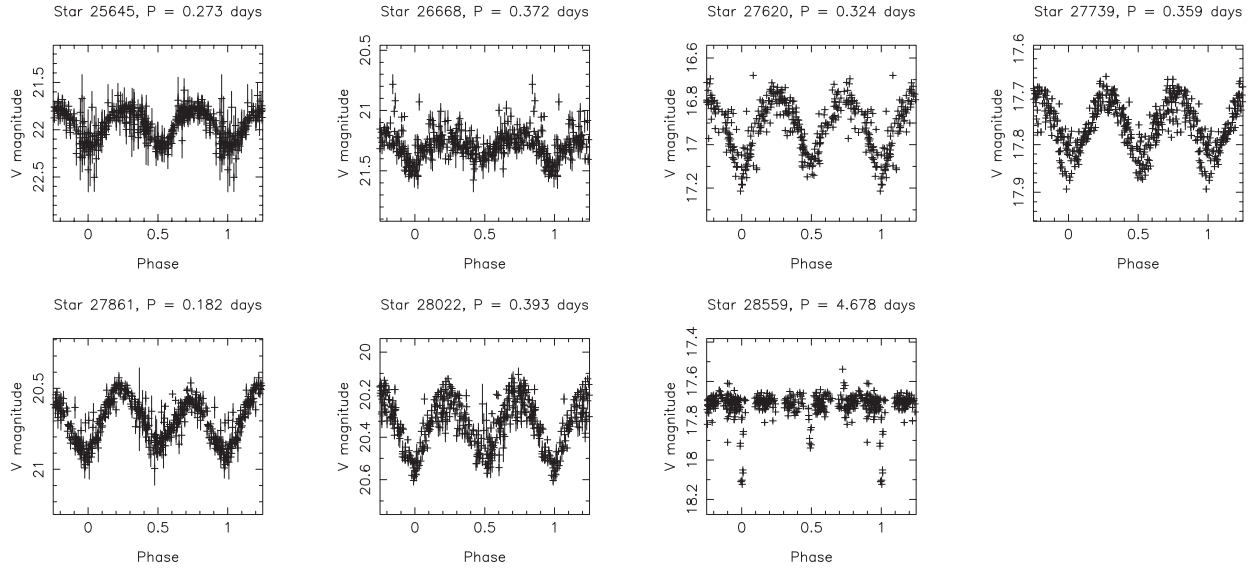 Star 25645, P = 0.273 days
V magnitude
21.5
22
22.5
0
0.5
1
Phase
Star 26668, P = 0.372 days
V magnitude
20.5
21
21.5
0
0.5
1
Phase
Star 27620, P = 0.324 days
V magnitude
16.6
16.8
17
17.2
0
0.5
1
Phase
Star 27739, P = 0.359 days
V magnitude
17.6
17.7
17.8
17.9
0
0.5
1
Phase
Star 27861, P = 0.182 days
V magnitude
20.5
21
0
0.5
1
Phase
Star 28022, P = 0.393 days
V magnitude
20
20.2
20.4
20.6
0
0.5
1
Phase
Star 28559, P = 4.678 days
V magnitude
17.4
17.6
17.8
18
18.2
0
0.5
1
Phase